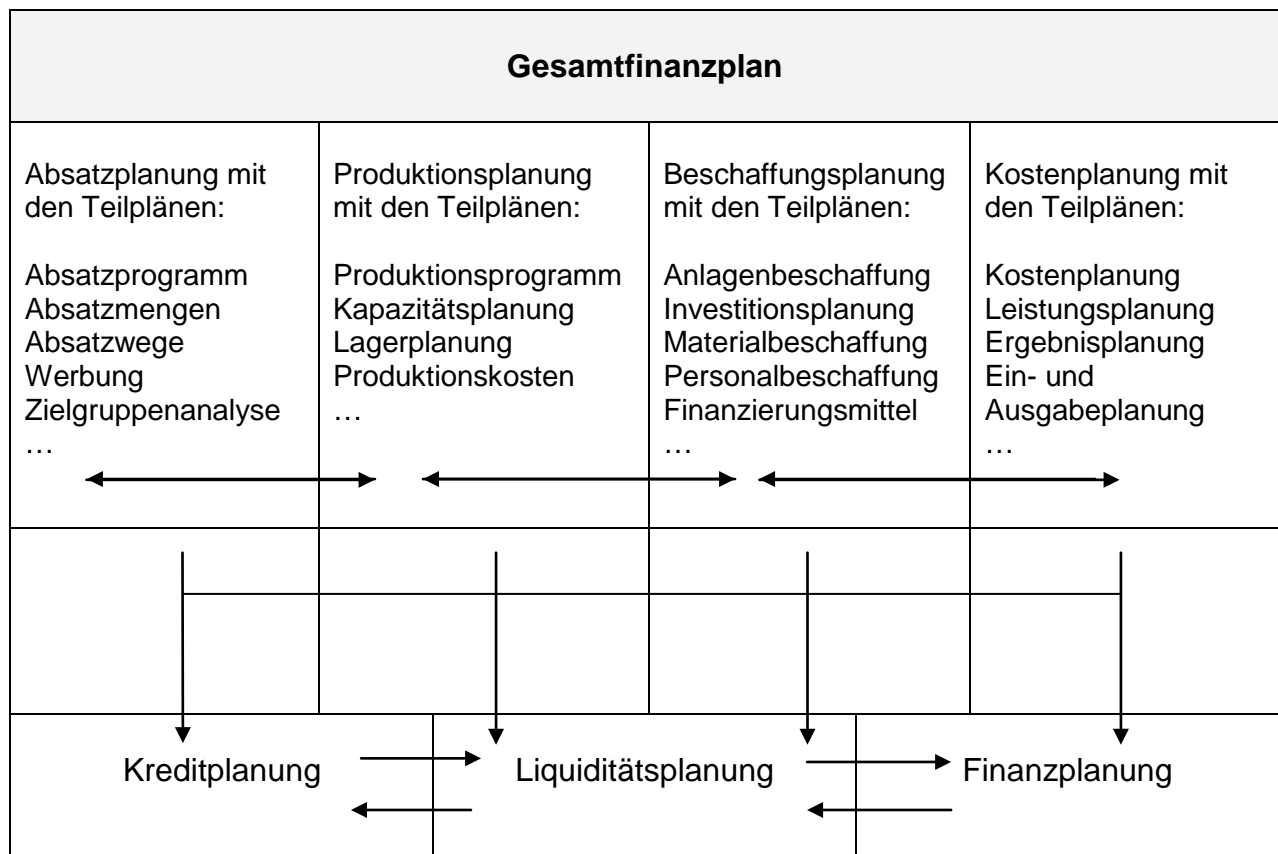 Gesamtfinanzplan
Absatzplanung mit
den Teilplänen:
Absatzprogramm
Absatzmengen
Absatzwege
Werbung
Zielgruppenanalyse
…
Produktionsplanung
mit den Teilplänen:
Produktionsprogramm
Kapazitätsplanung
Lagerplanung
Produktionskosten
…
Beschaffungsplanung
mit den Teilplänen:
Anlagenbeschaffung
Investitionsplanung
Materialbeschaffung
Personalbeschaffung
Finanzierungsmittel
…
Kostenplanung mit
den Teilplänen:
Kostenplanung
Leistungsplanung
Ergebnisplanung
Ein- und
Ausgabeplanung
…
Kreditplanung
Liquiditätsplanung
Finanzplanung